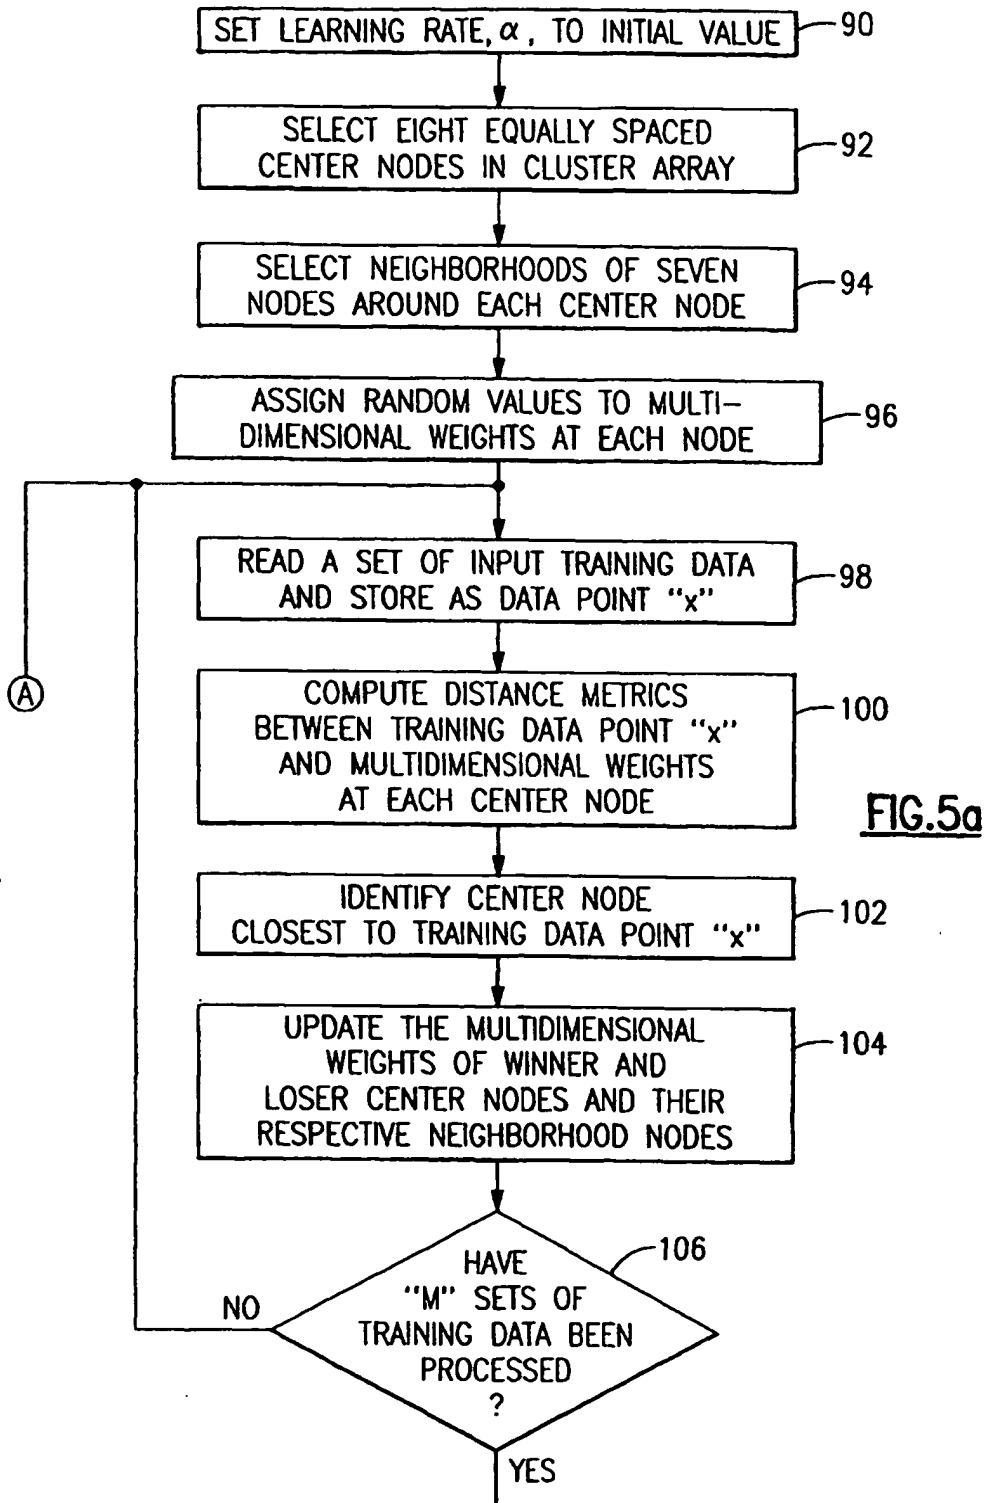 SET LEARNING RATE, α, TO INITIAL VALUE
90
SELECT EIGHT EQUALLY SPACED
CENTER NODES IN CLUSTER ARRAY
92
SELECT NEIGHBORHOODS OF SEVEN
NODES AROUND EACH CENTER NODE
94
ASSIGN RANDOM VALUES TO MULTI-
DIMENSIONAL WEIGHTS AT EACH NODE
96
READ A SET OF INPUT TRAINING DATA
AND STORE AS DATA POINT "x"
98
A
COMPUTE DISTANCE METRICS
BETWEEN TRAINING DATA POINT "x"
AND MULTIDIMENSIONAL WEIGHTS
AT EACH CENTER NODE
100
FIG.5a
IDENTIFY CENTER NODE
CLOSEST TO TRAINING DATA POINT "x"
102
UPDATE THE MULTIDIMENSIONAL
WEIGHTS OF WINNER AND
LOSER CENTER NODES AND THEIR
RESPECTIVE NEIGHBORHOOD NODES
104
HAVE
"M" SETS OF
TRAINING DATA BEEN
PROCESSED
?
106
NO
YES